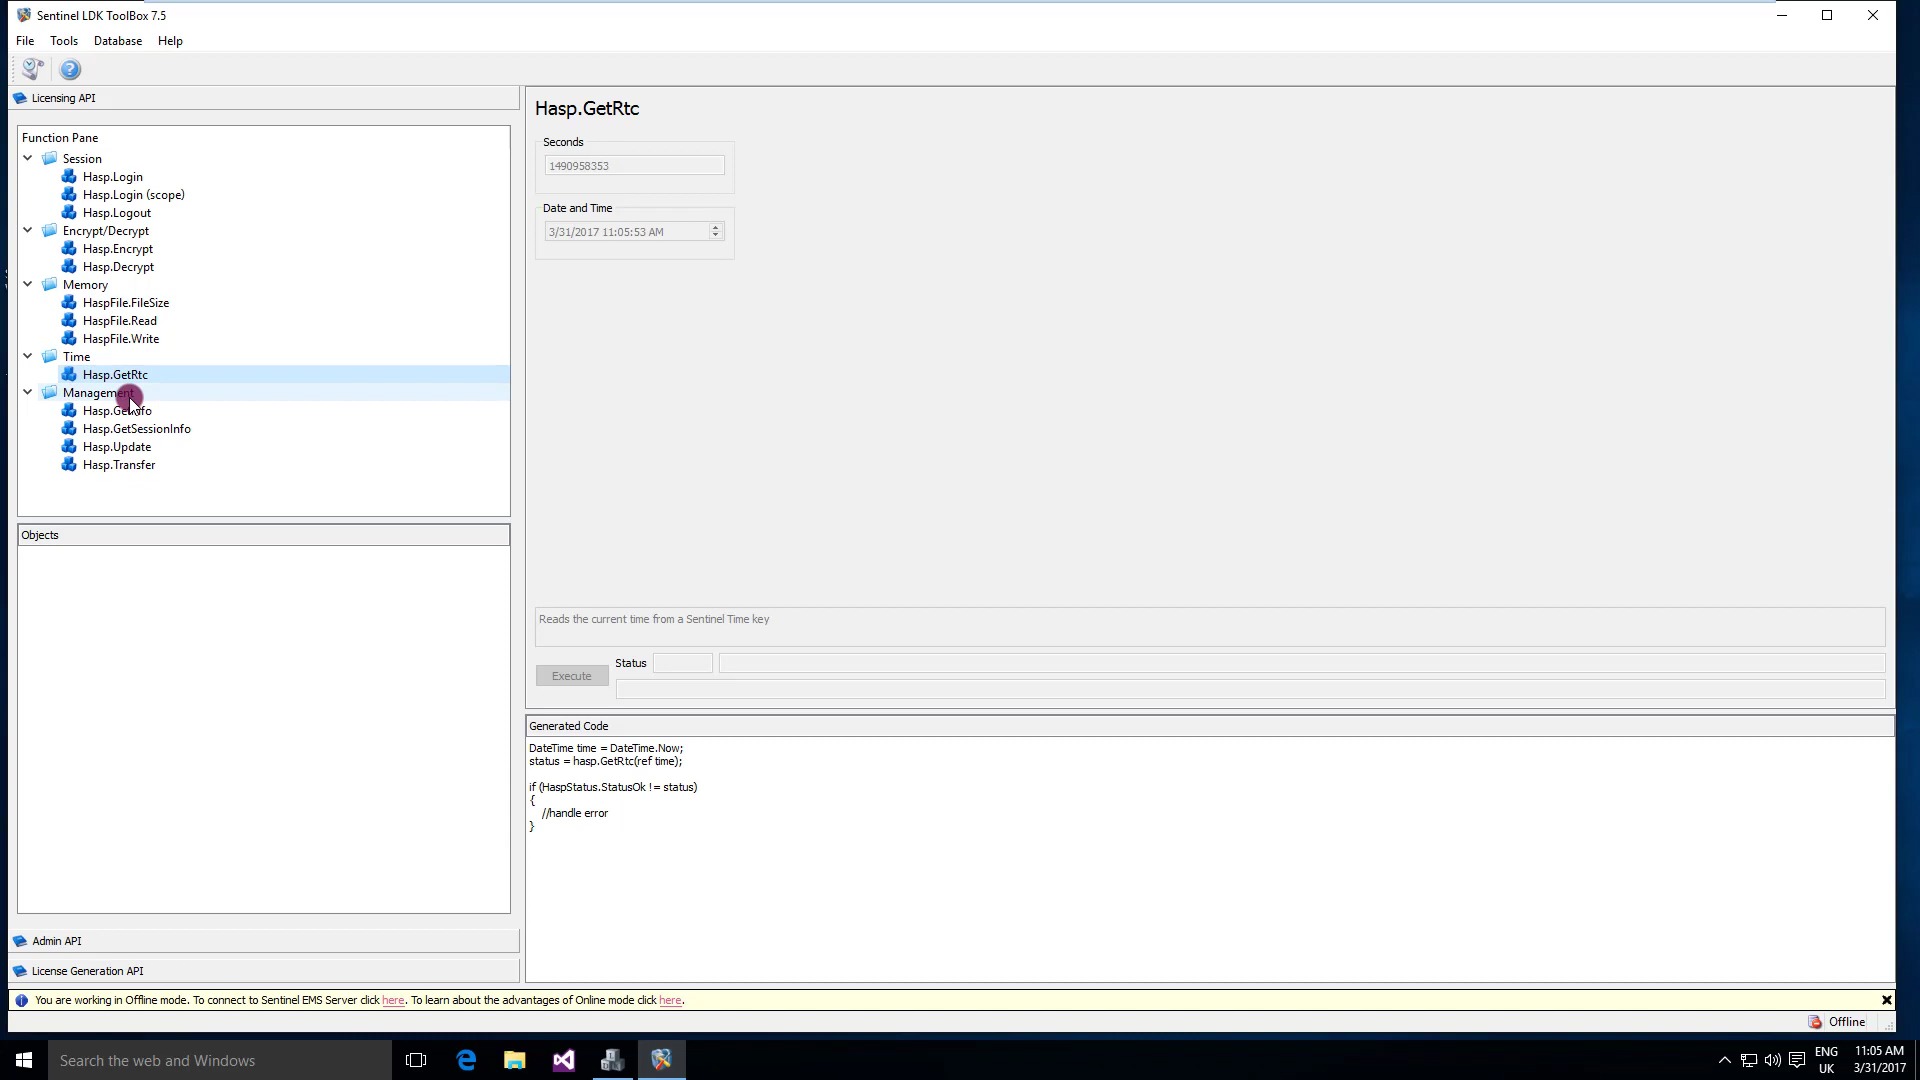 Sentinel LDK ToolBox 7.5
File Tools Database Help
Licensing API
Function Pane
Session
Hasp.Login
Hasp.Login (scope)
Hasp.Logout
Encrypt/Decrypt
Hasp.Encrypt
Hasp.Decrypt
Memory
HaspFile.FileSize
HaspFile.Read
HaspFile.Write
Time
Hasp.GetRtc
Management
Hasp.GetInfo
Hasp.GetSessionInfo
Hasp.Update
Hasp.Transfer
Objects
Admin API
License Generation API
Hasp.GetRtc
Seconds
1490958353
Date and Time
3/31/2017 11:05:53 AM
Reads the current time from a Sentinel Time key
Execute
Status
Generated Code
DateTime time = DateTime.Now;
status = hasp.GetRtc(ref time);
if (HaspStatus.StatusOk != status)
{
//handle error
}
You are working in Offline mode. To connect to Sentinel EMS Server click here. To learn about the advantages of Online mode click here.
Offline
Search the web and Windows
ENG
UK
11:05 AM
3/31/2017